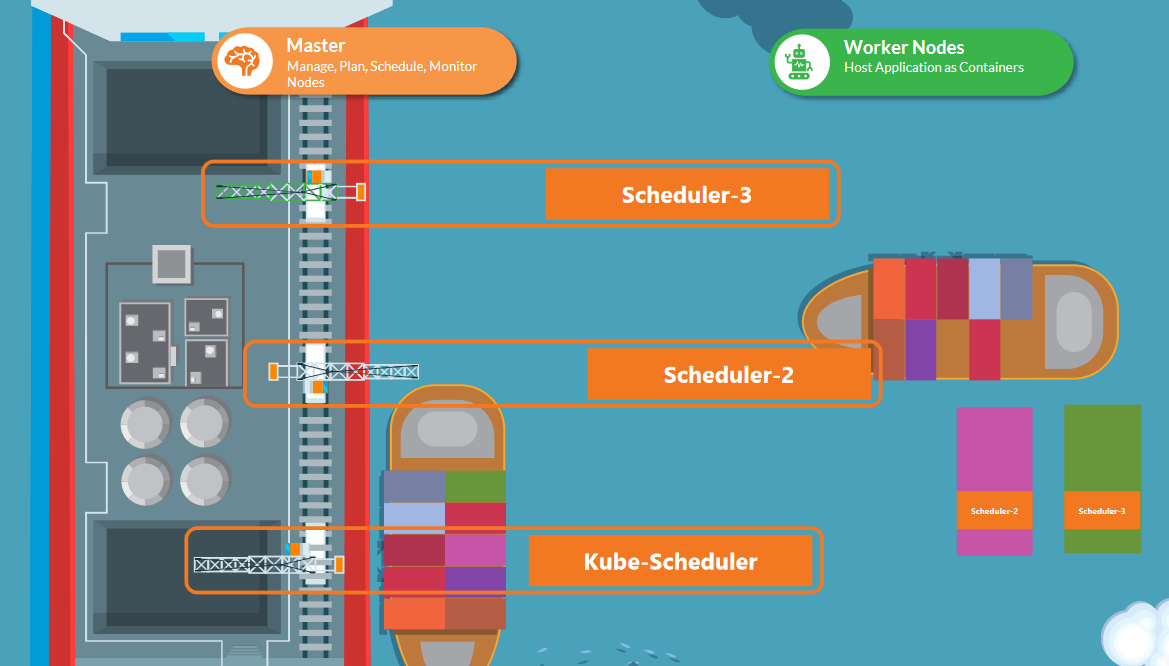 Master
Manage, Plan, Schedule, Monitor
Nodes
Worker Nodes
Host Application as Containers
Scheduler-3
Scheduler-2
Scheduler-2
Scheduler-3
Kube-Scheduler